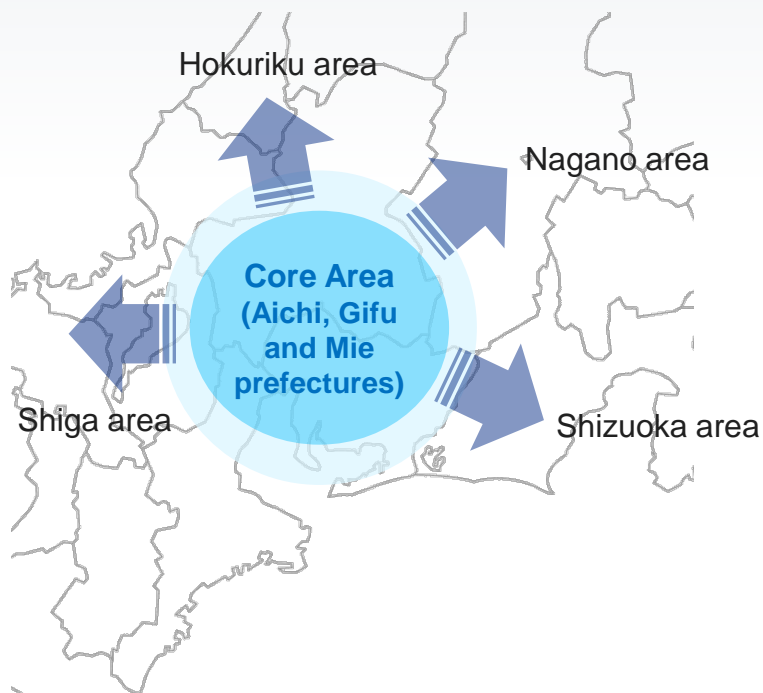 Hokuriku area
Nagano area
Core Area
(Aichi, Gifu
and Mie
prefectures)
Shiga area
Shizuoka area